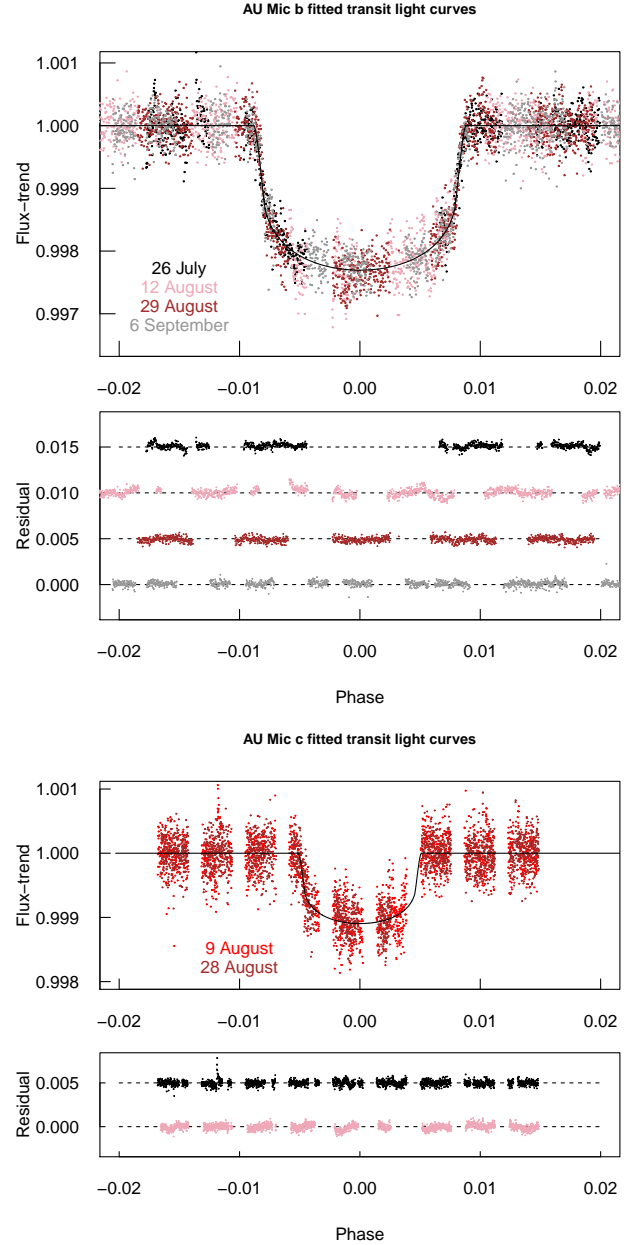 AU Mic b fitted transit light curves
1.001
1.000
0.999
0.998
0.997
Flux−trend
26 July
12 August
29 August
6 September
−0.02 −0.01 0.00 0.01 0.02
0.015
0.010
0.005
0.000
Residual
−0.02 −0.01 0.00 0.01 0.02
Phase
AU Mic c fitted transit light curves
1.001
1.000
0.999
0.998
Flux−trend
9 August
28 August
−0.02 −0.01 0.00 0.01 0.02
0.005
0.000
Residual
−0.02 −0.01 0.00 0.01 0.02
Phase